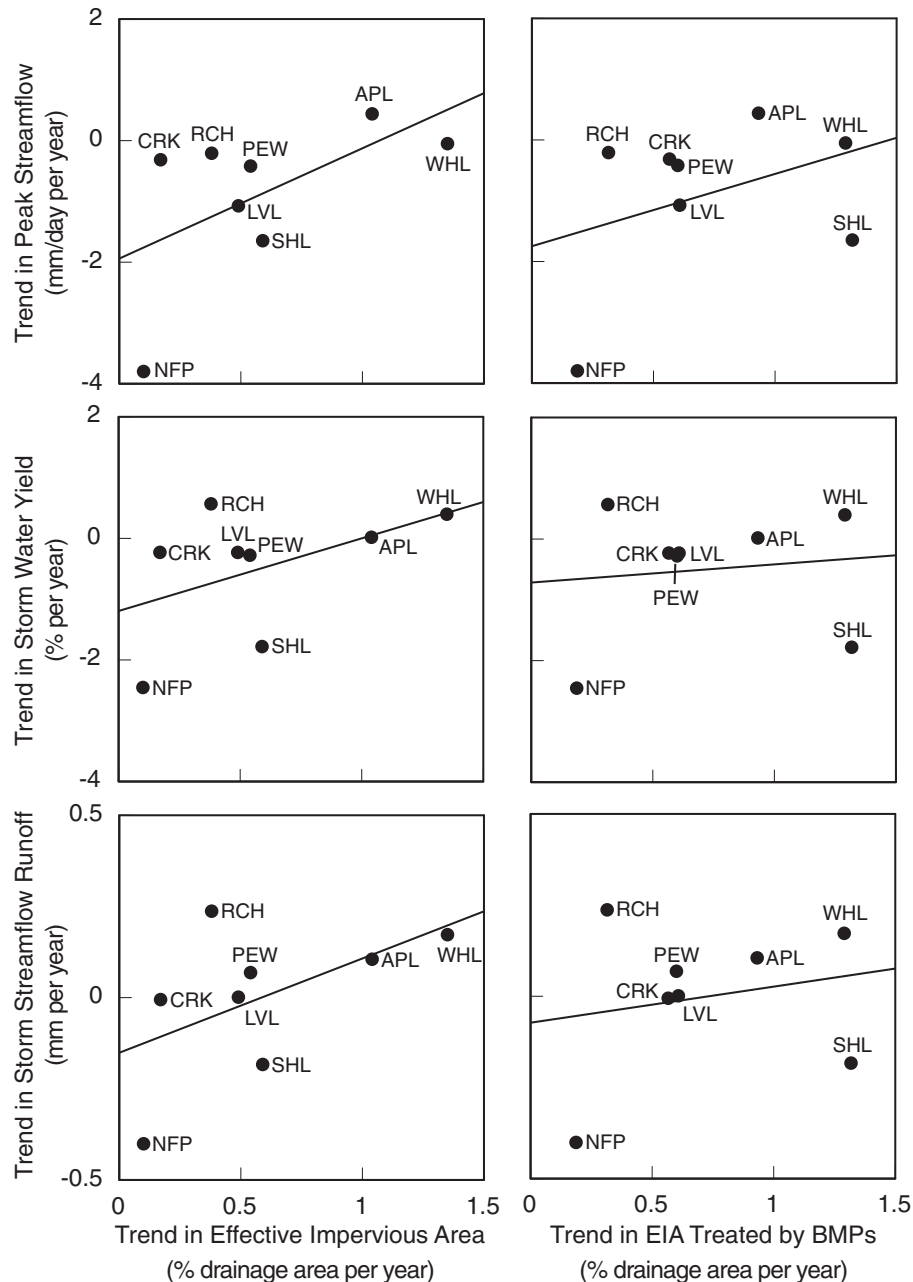 Trend in Peak Streamflow
(mm/day per year)
2
0
-2
-4
CRK
RCH
PEW
APL
WHL
LVL
SHL
NFP
RCH
CRK
PEW
APL
WHL
LVL
SHL
NFP
Trend in Storm Water Yield
(% per year)
2
0
-2
-4
RCH
CRK
LVL
PEW
WHL
APL
SHL
NFP
RCH
CRK
LVL
PEW
APL
WHL
SHL
NFP
Trend in Storm Streamflow Runoff
(mm per year)
0.5
0
-0.5
RCH
PEW
CRK
LVL
APL
WHL
SHL
NFP
RCH
PEW
CRK
LVL
APL
WHL
SHL
NFP
0 0.5 1 1.5
0 0.5 1 1.5
Trend in Effective Impervious Area
(% drainage area per year)
Trend in EIA Treated by BMPs
(% drainage area per year)